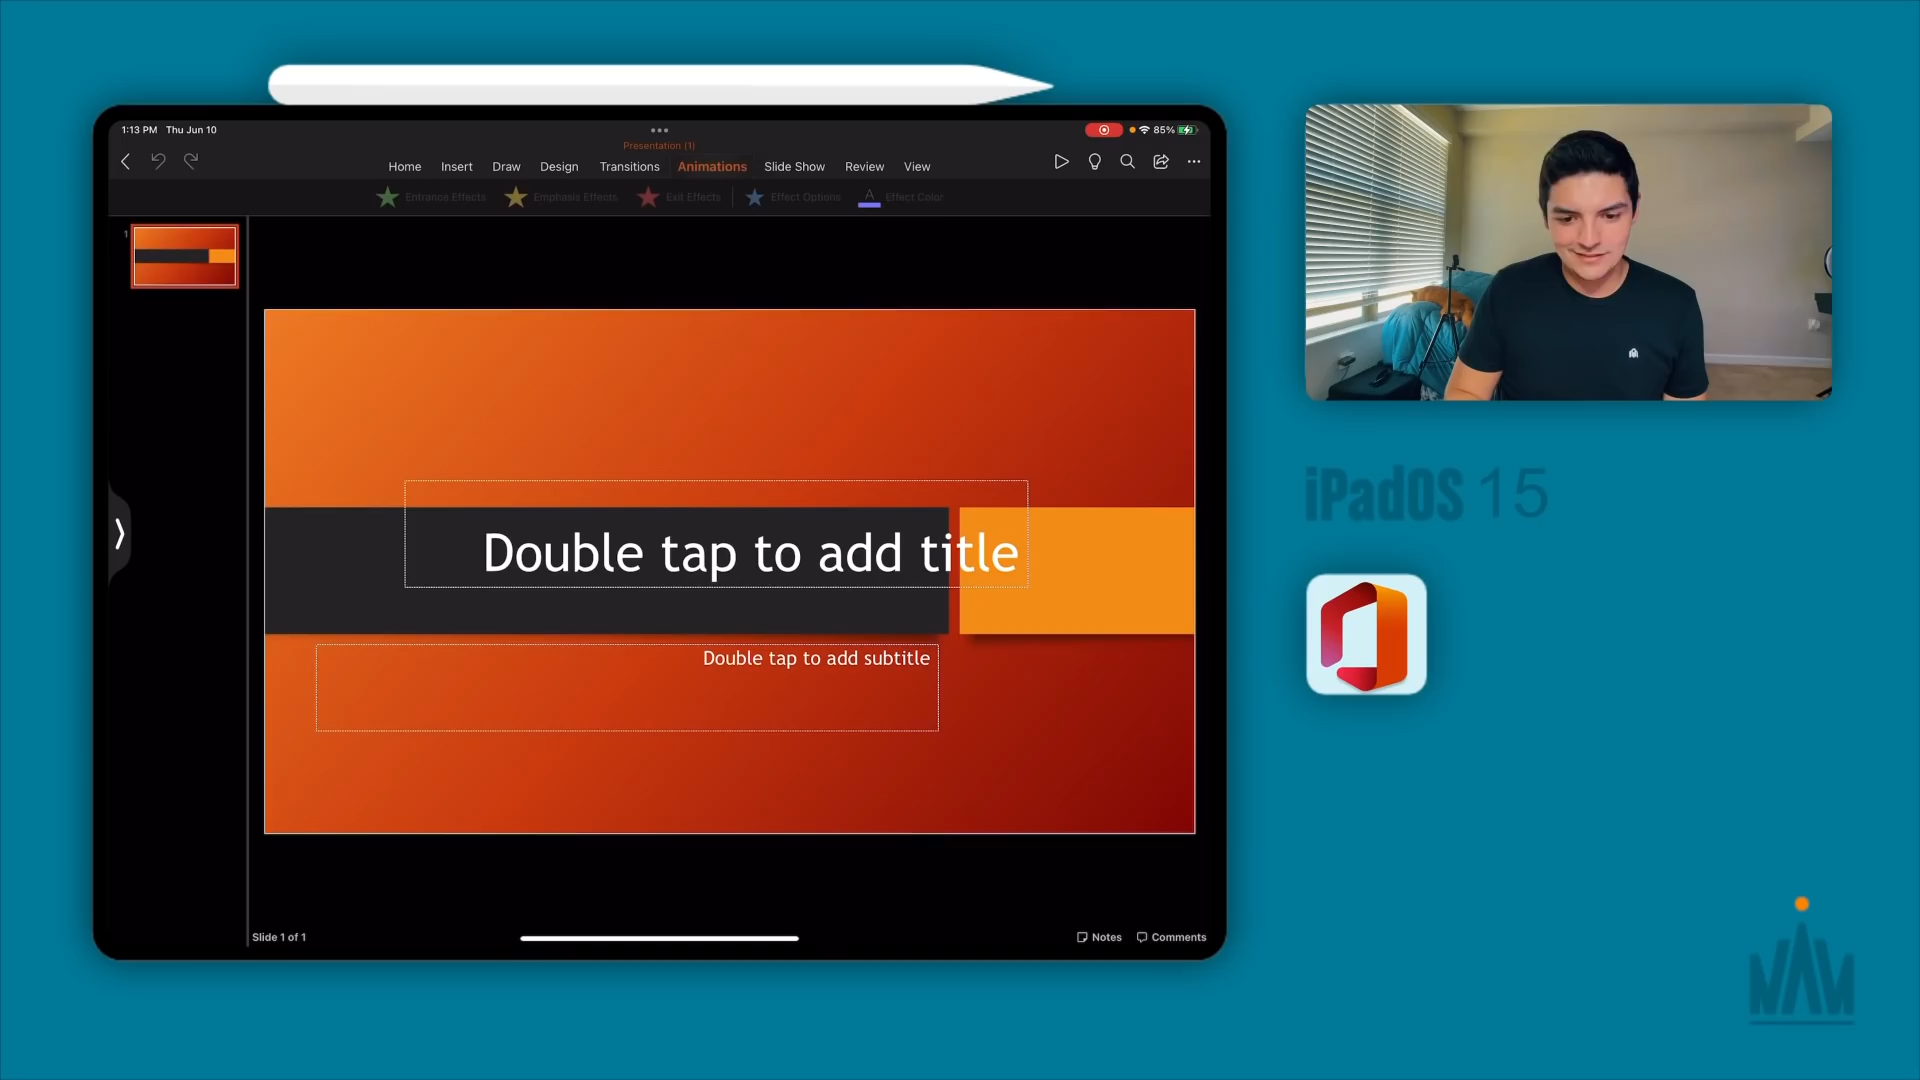 1:13 PM Thu Jun 10
85%
Presentation (1)
Home Insert Draw Design Transitions Animations Slide Show Review View
Entrance Effects Emphasis Effects Exit Effects Effect Options A Effect Color
1
Double tap to add title
Double tap to add subtitle
Slide 1 of 1
Notes Comments
iPadOS 15